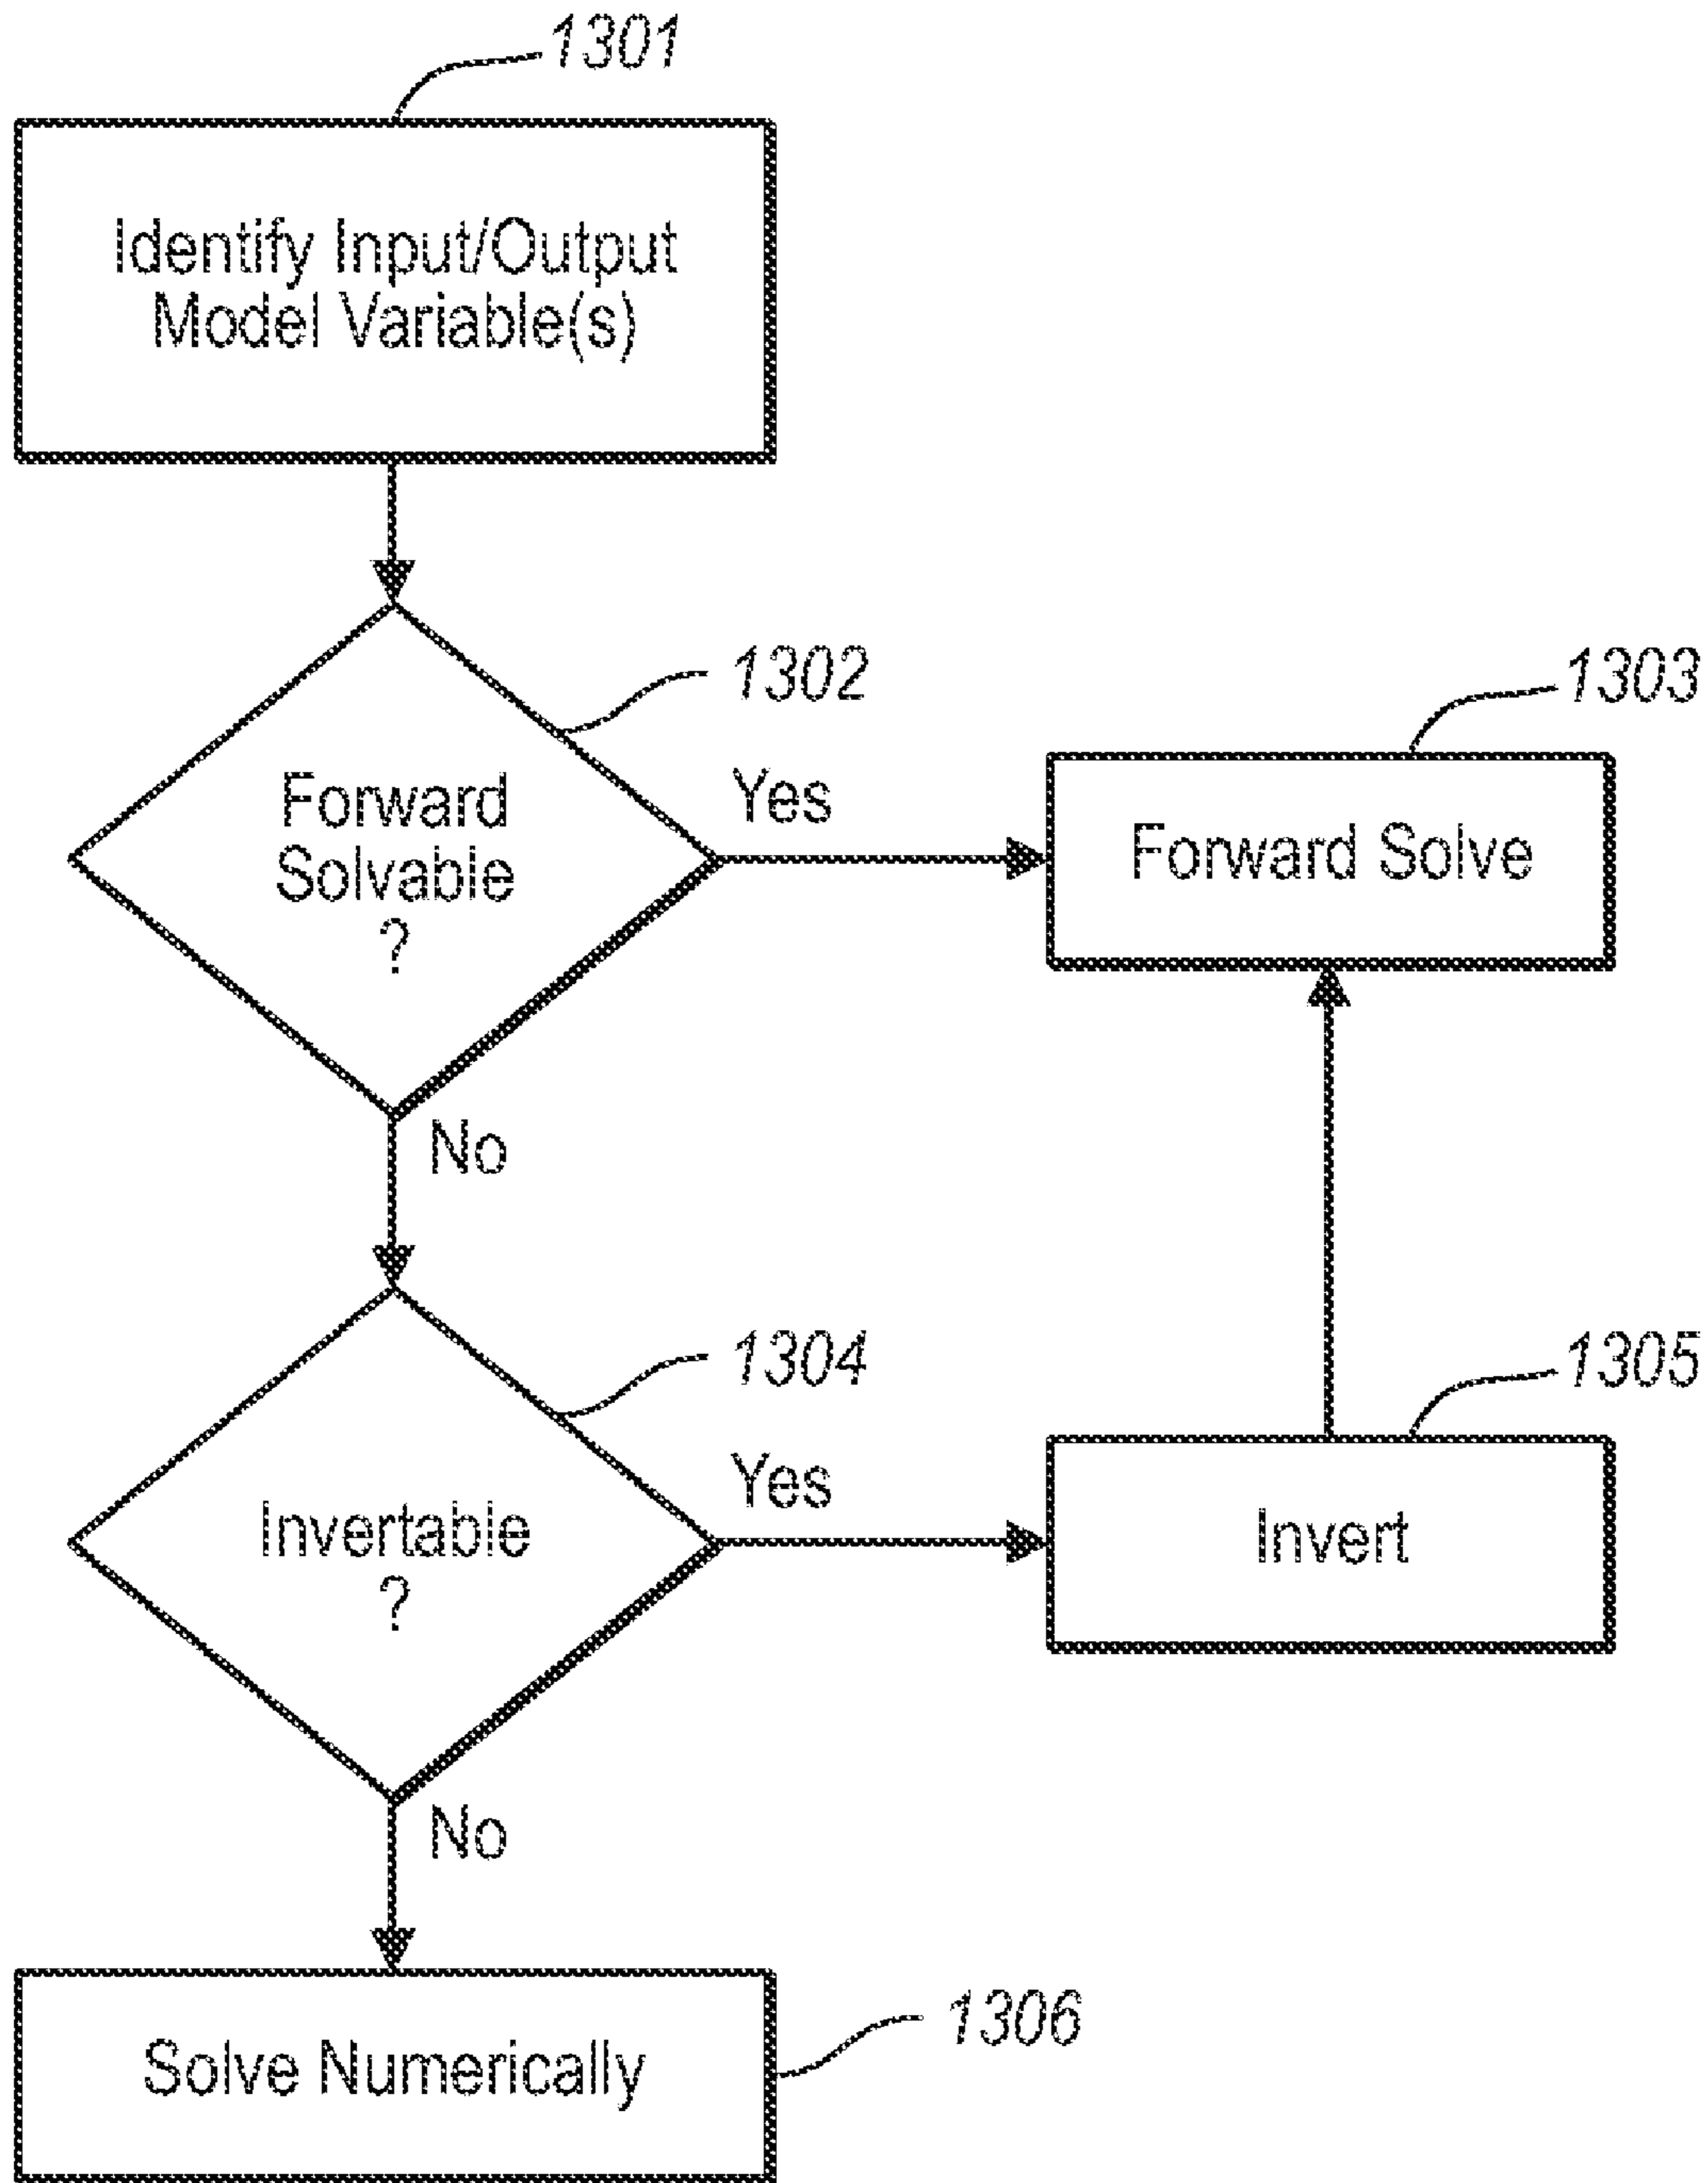 1301
Identify Input/Output
Model Variable(s)
1302
Forward
Solvable
?
Yes
1303
Forward Solve
No
1304
Invertable
?
Yes
1305
Invert
No
Solve Numerically
1306